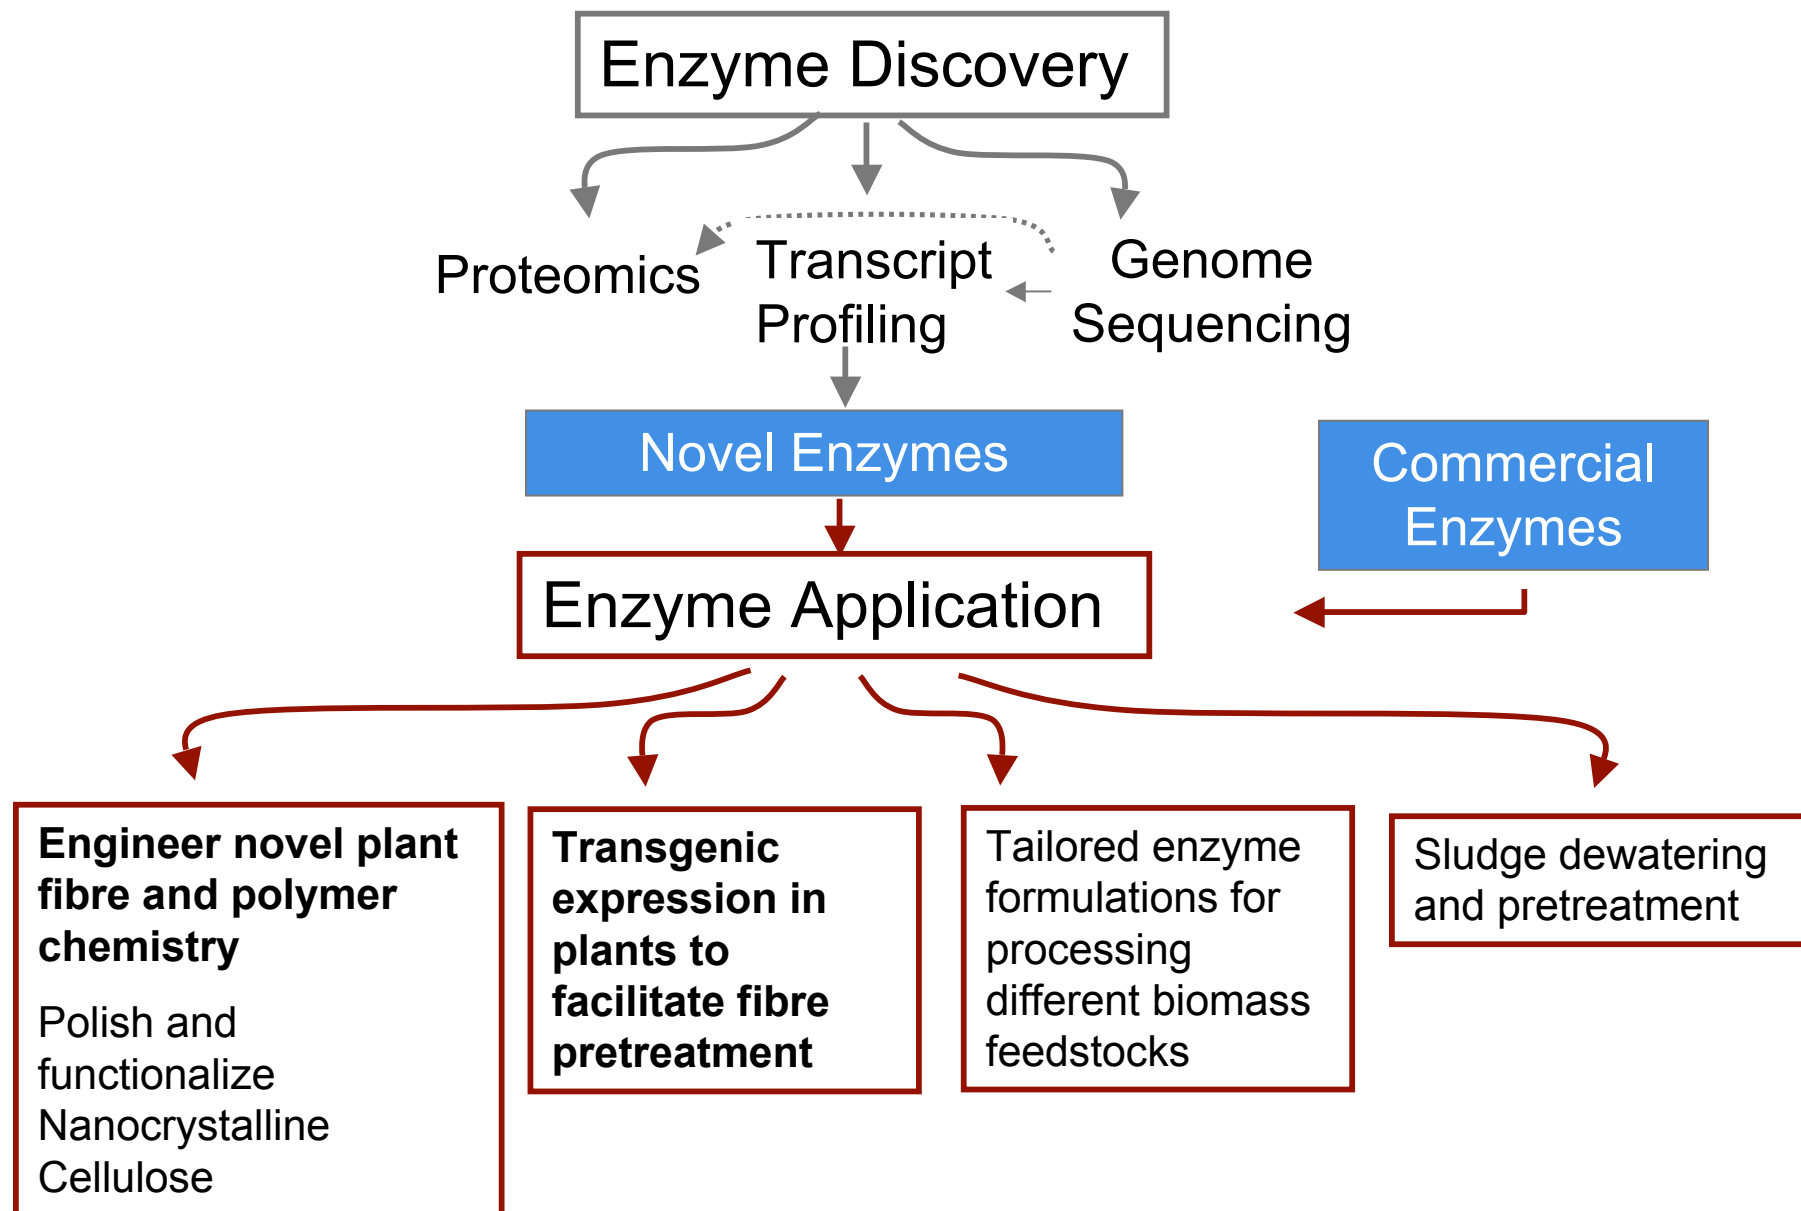 Enzyme Discovery
Proteomics
Transcript
Profiling
Genome
Sequencing
Novel Enzymes
Commercial
Enzymes
Enzyme Application
Engineer novel plant
fibre and polymer
chemistry
Polish and
functionalize
Nanocrystalline
Cellulose
Transgenic
expression in
plants to
facilitate fibre
pretreatment
Tailored enzyme
formulations for
processing
different biomass
feedstocks
Sludge dewatering
and pretreatment